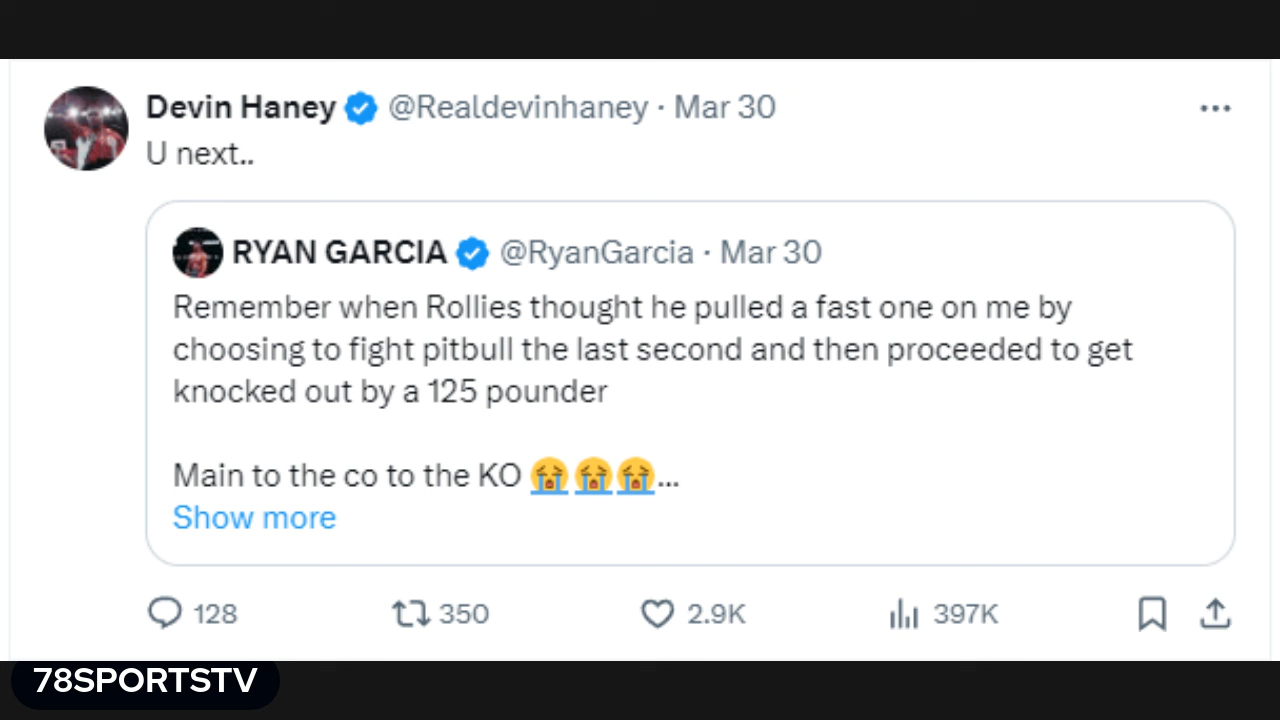 Devin Haney @Realdevinhaney · Mar 30
U next..
RYAN GARCIA @RyanGarcia · Mar 30
Remember when Rollies thought he pulled a fast one on me by
choosing to fight pitbull the last second and then proceeded to get
knocked out by a 125 pounder
Main to the co to the KO 😭😭😭...
Show more
128 350 2.9K 397K
78SPORTSTV